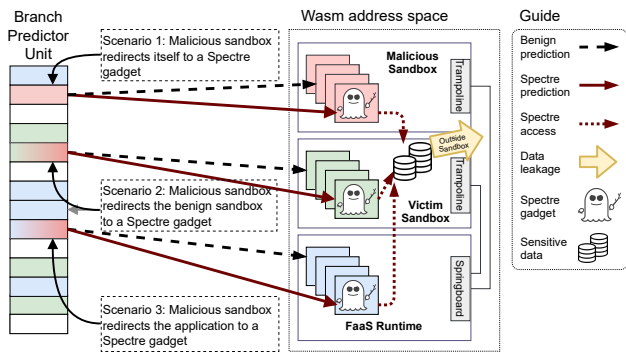 Branch
Predictor
Unit
Scenario 1: Malicious sandbox
redirects itself to a Spectre
gadget
Scenario 2: Malicious sandbox
redirects the benign sandbox
to a Spectre gadget
Scenario 3: Malicious sandbox
redirects the application to a
Spectre gadget
Wasm address space
Malicious
Sandbox
Trampoline
Outside
Sandbox
Victim
Sandbox
Trampoline
FaaS Runtime
Springboard
Guide
Benign
prediction
Spectre
prediction
Spectre
access
Data
leakage
Spectre
gadget
Sensitive
data